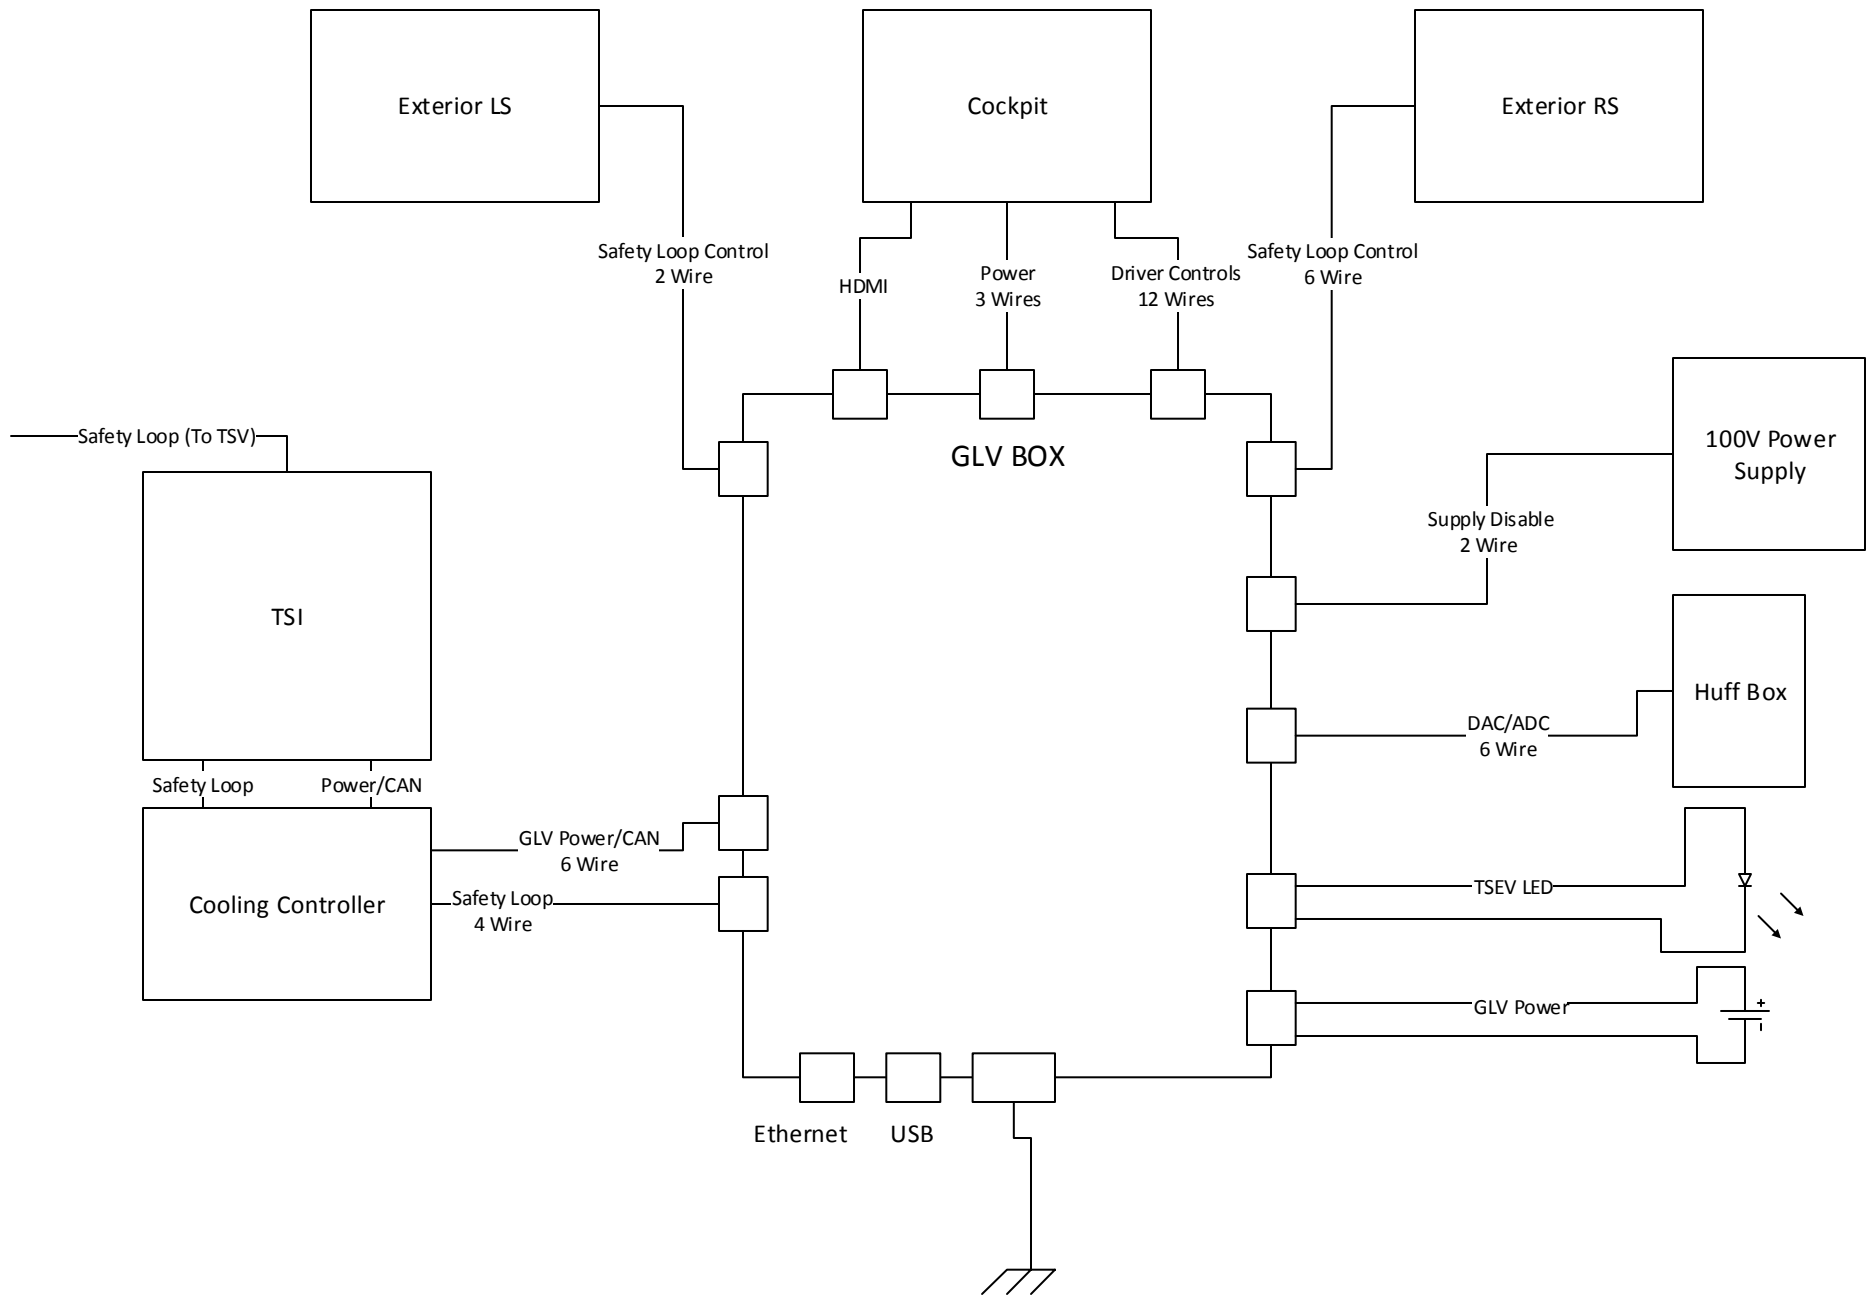 Exterior LS
Cockpit
Exterior RS
Safety Loop Control
2 Wire
HDMI
Power
3 Wires
Driver Controls
12 Wires
Safety Loop Control
6 Wire
Safety Loop (To TSV)
GLV BOX
100V Power
Supply
Supply Disable
2 Wire
TSI
Huff Box
DAC/ADC
6 Wire
Safety Loop
Power/CAN
GLV Power/CAN
6 Wire
Cooling Controller
Safety Loop
4 Wire
TSEV LED
GLV Power
+
-
Ethernet
USB